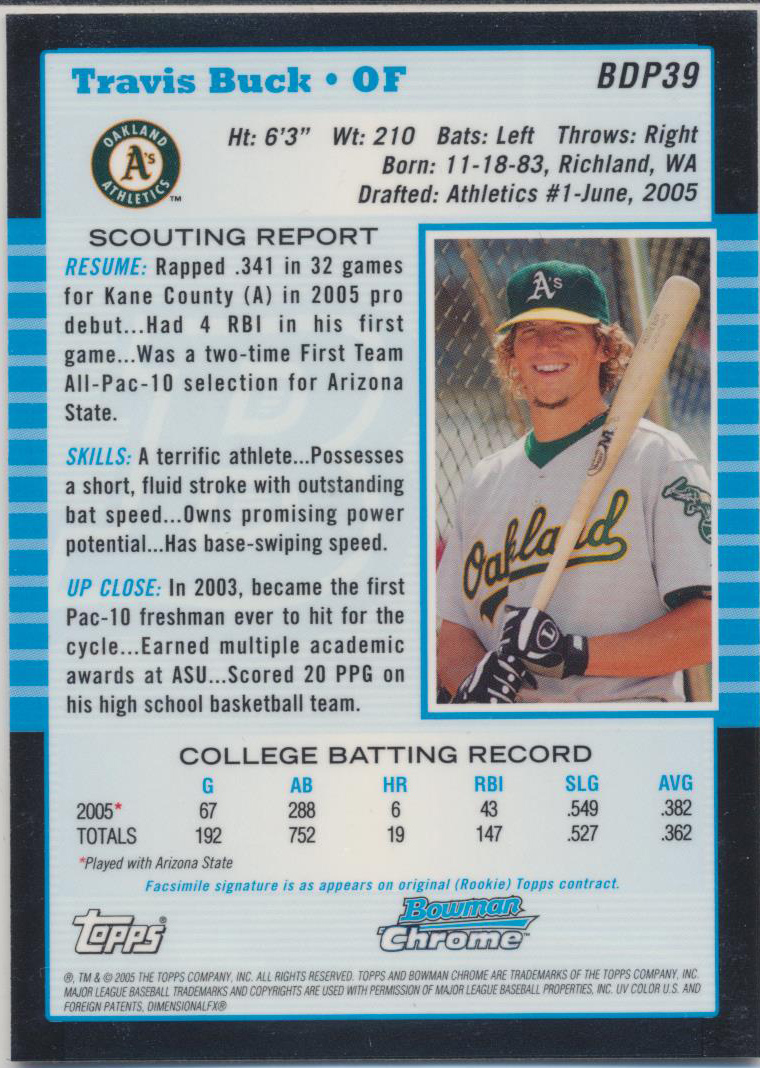 Travis Buck • OF
BDP39
OAKLAND
A's
ATHLETICS
TM
Ht: 6'3" Wt: 210 Bats: Left Throws: Right
Born: 11-18-83, Richland, WA
Drafted: Athletics #1-June, 2005
SCOUTING REPORT
RESUME: Rapped .341 in 32 games
for Kane County (A) in 2005 pro
debut...Had 4 RBI in his first
game...Was a two-time First Team
All-Pac-10 selection for Arizona
State.
SKILLS: A terrific athlete...Possesses
a short, fluid stroke with outstanding
bat speed...Owns promising power
potential...Has base-swiping speed.
UP CLOSE: In 2003, became the first
Pac-10 freshman ever to hit for the
cycle...Earned multiple academic
awards at ASU...Scored 20 PPG on
his high school basketball team.
A's
M
Oakland
L
COLLEGE BATTING RECORD
G AB HR RBI SLG AVG
2005* 67 288 6 43 .549 .382
TOTALS 192 752 19 147 .527 .362
*Played with Arizona State
Facsimile signature is as appears on original (Rookie) Topps contract.
Topps®
Bowman
Chrome™
®, TM & © 2005 THE TOPPS COMPANY, INC. ALL RIGHTS RESERVED. TOPPS AND BOWMAN CHROME ARE TRADEMARKS OF THE TOPPS COMPANY, INC.
MAJOR LEAGUE BASEBALL TRADEMARKS AND COPYRIGHTS ARE USED WITH PERMISSION OF MAJOR LEAGUE BASEBALL PROPERTIES, INC. UV COLOR U.S. AND
FOREIGN PATENTS, DIMENSIONALFX®